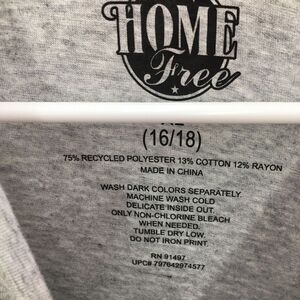 HOME
Free
XL
(16/18)
75% RECYCLED POLYESTER 13% COTTON 12% RAYON
MADE IN CHINA
WASH DARK COLORS SEPARATELY
MACHINE WASH COLD
DELICATE INSIDE OUT
ONLY NON-CHLORINE BLEACH
WHEN NEEDED.
TUMBLE DRY LOW.
DO NOT IRON PRINT.
RN 91497
UPC# 797642974577